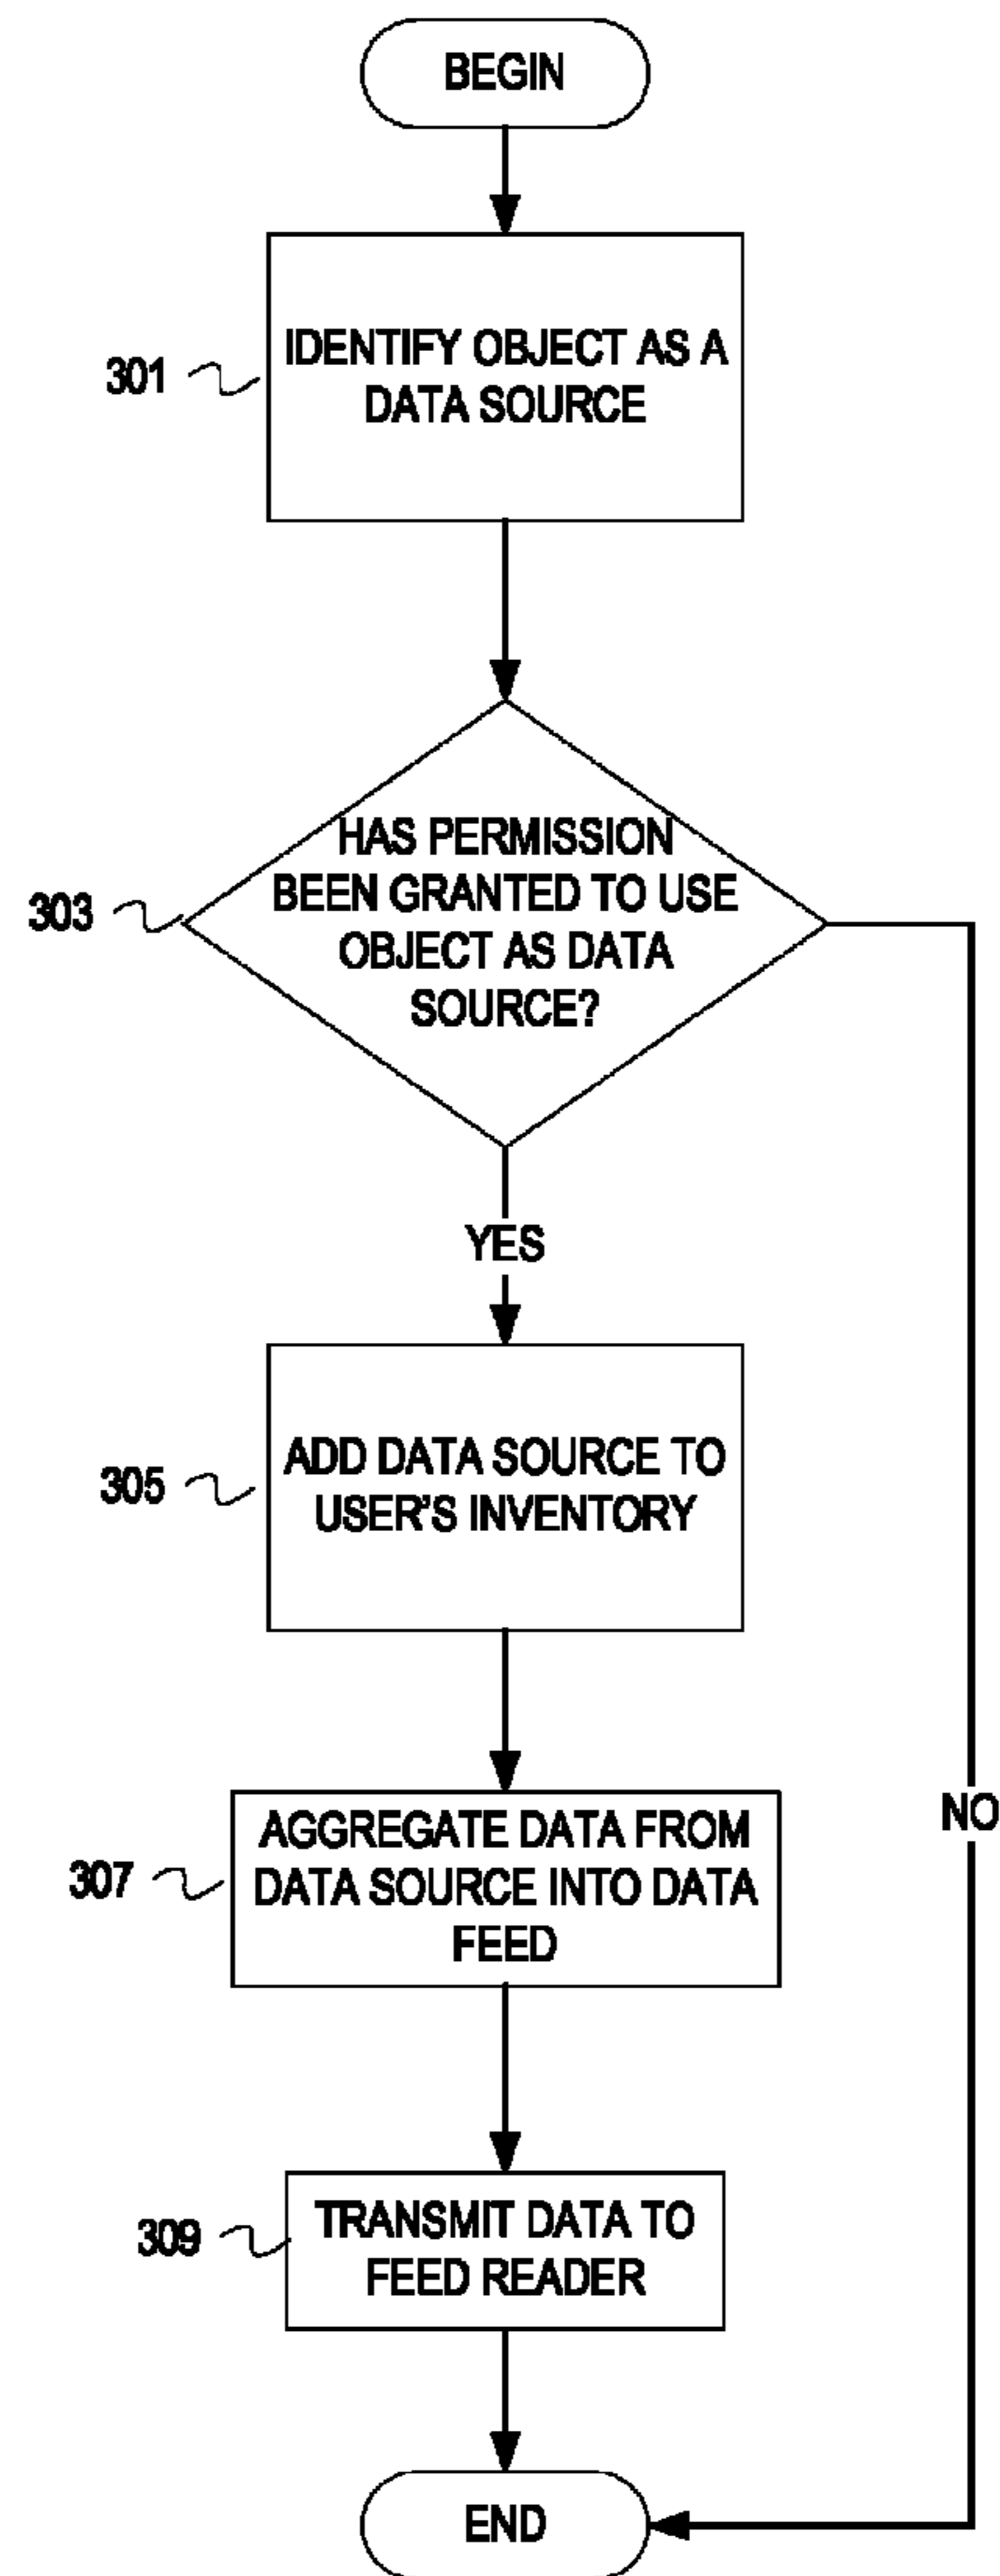 BEGIN
301
IDENTIFY OBJECT AS A
DATA SOURCE
303
HAS PERMISSION
BEEN GRANTED TO USE
OBJECT AS DATA
SOURCE?
YES
305
ADD DATA SOURCE TO
USER'S INVENTORY
307
AGGREGATE DATA FROM
DATA SOURCE INTO DATA
FEED
NO
309
TRANSMIT DATA TO
FEED READER
END